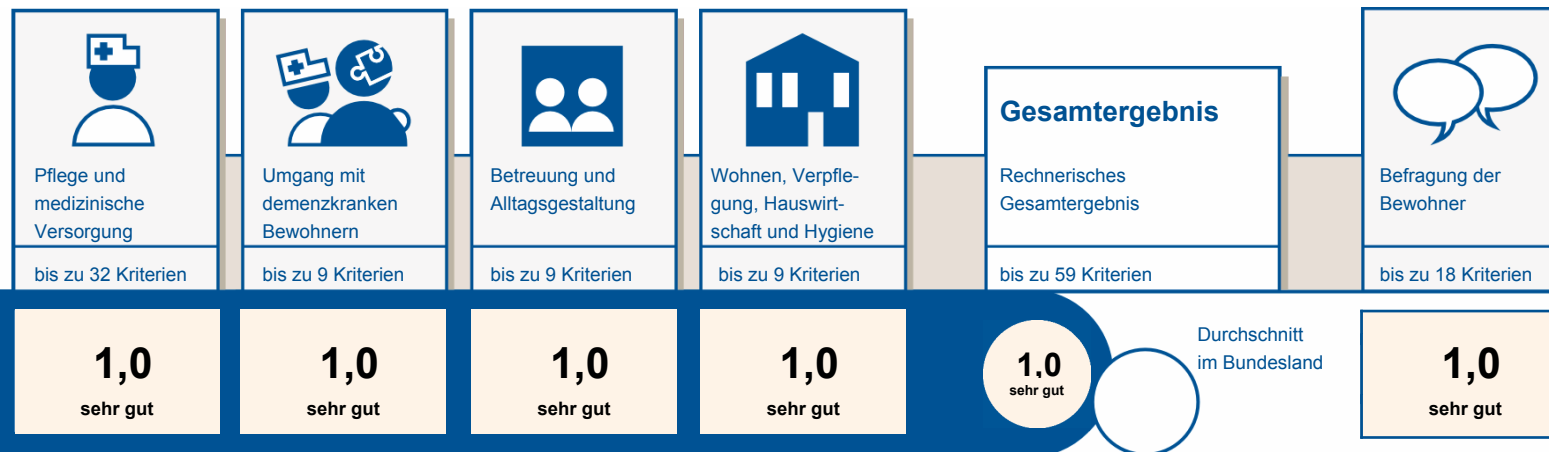 Pflege und
medizinische
Versorgung
bis zu 32 Kriterien
1,0
sehr gut
Umgang mit
demenzkranken
Bewohnern
bis zu 9 Kriterien
1,0
sehr gut
Betreuung und
Alltagsgestaltung
bis zu 9 Kriterien
1,0
sehr gut
Wohnen, Verpfle-
gung, Hauswirt-
schaft und Hygiene
bis zu 9 Kriterien
1,0
sehr gut
Gesamtergebnis
Rechnerisches
Gesamtergebnis
bis zu 59 Kriterien
1,0
sehr gut
Durchschnitt
im Bundesland
Befragung der
Bewohner
bis zu 18 Kriterien
1,0
sehr gut